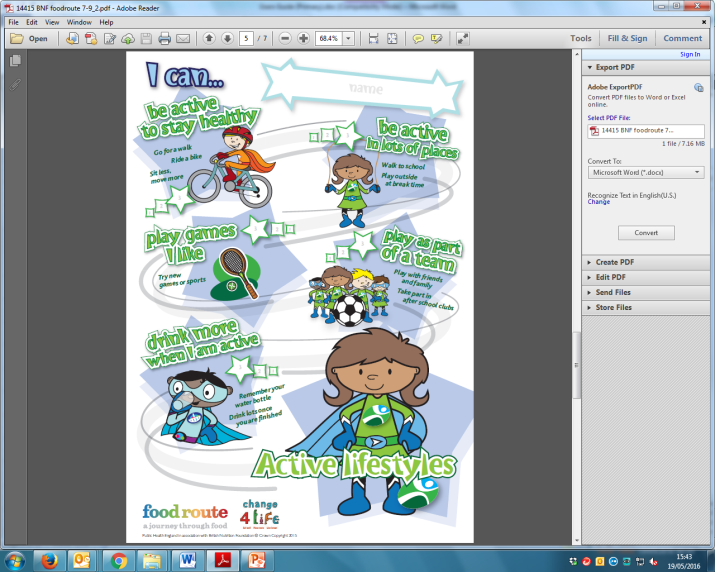 14415 BNF foodroute 7-9_2.pdf - Adobe Reader
File Edit View Window Help
Open
5 / 7
68.4%
Tools
Fill & Sign
Comment
Sign In
Export PDF
Adobe ExportPDF
Convert PDF files to Word or Excel
online.
Select PDF File:
14415 BNF foodroute 7...
1 file / 7.16 MB
Convert To:
Microsoft Word (*.docx)
Recognize Text in English(U.S.)
Change
Convert
Create PDF
Edit PDF
Send Files
Store Files
I can...
name
be active
to stay healthy
Go for a walk
Ride a bike
Sit less,
move more
be active
in lots of places
Walk to school
Play outside
at break time
play games
I like
Try new
games or sports
play as part
of a team
Play with friends
and family
Take part in
after school clubs
drink more
when I am active
Remember your
water bottle
Drink lots once
you are finished
Active lifestyles
food route
a journey through food
change
4 LiFE
Public Health England in association with British Nutrition Foundation © Crown Copyright 2015
15:43
19/05/2016